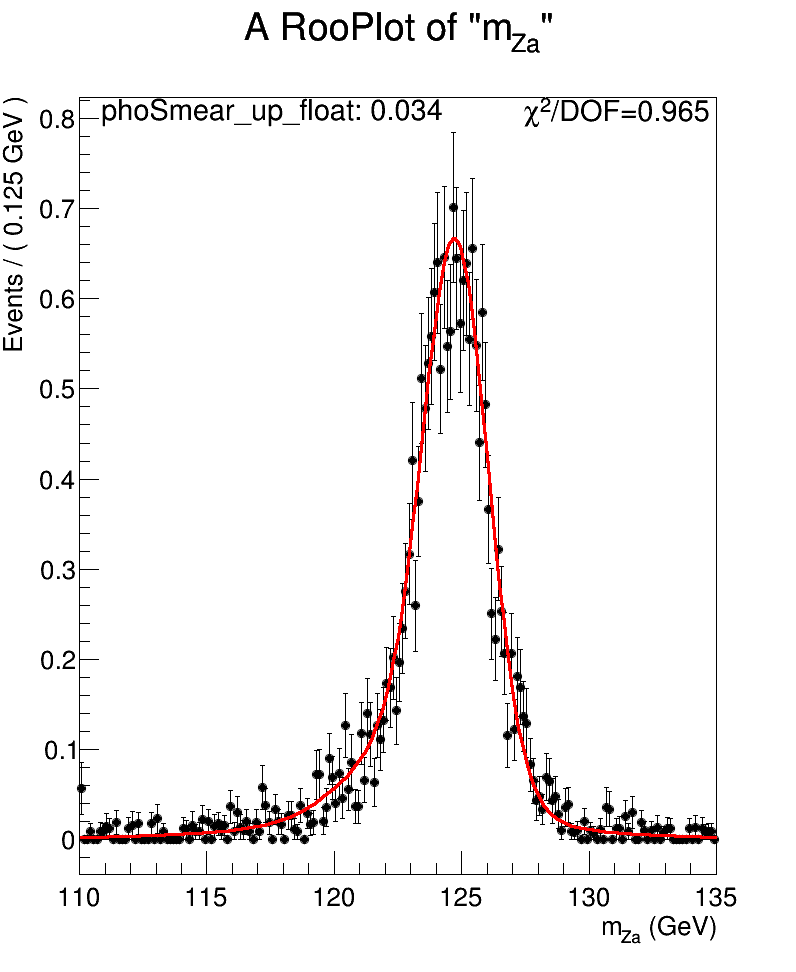 A RooPlot of "m_Za"
phoSmear_up_float: 0.034
χ²/DOF=0.965
Events / ( 0.125 GeV )
0.8
0.7
0.6
0.5
0.4
0.3
0.2
0.1
0
110 115 120 125 130 135
m_Za (GeV)